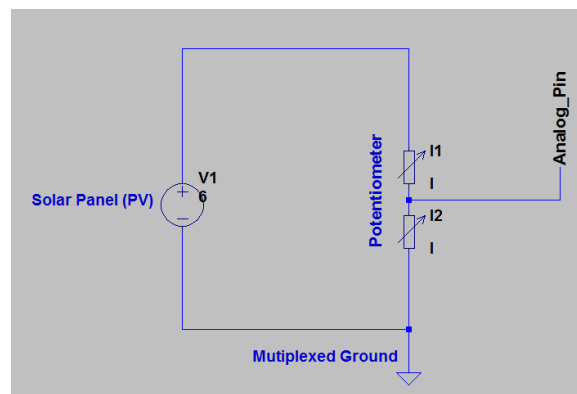 Analog_Pin
Potentiometer
I1
I
V1
6
Solar Panel (PV)
I2
I
Mutiplexed Ground